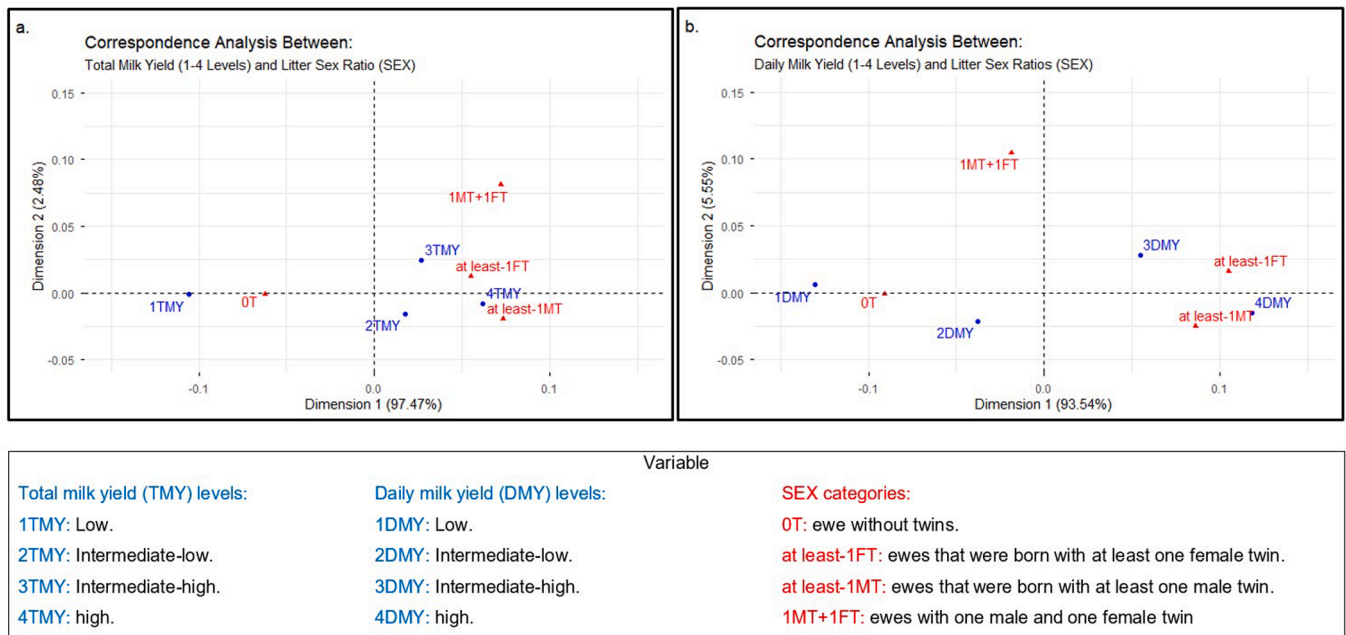 a.
Correspondence Analysis Between:
Total Milk Yield (1-4 Levels) and Litter Sex Ratio (SEX)
0.15
0.10
0.05
0.00
-0.05
Dimension 2 (2.48%)
1MT+1FT
3TMY
at least-1FT
4TMY
1TMY
0T
at least-1MT
2TMY
-0.1
0.0
0.1
Dimension 1 (97.47%)
b.
Correspondence Analysis Between:
Daily Milk Yield (1-4 Levels) and Litter Sex Ratios (SEX)
0.15
0.10
0.05
0.00
-0.05
Dimension 2 (5.55%)
1MT+1FT
3DMY
at least-1FT
1DMY
0T
4DMY
at least-1MT
2DMY
-0.1
0.0
0.1
Dimension 1 (93.54%)
Variable
Total milk yield (TMY) levels:
1TMY: Low.
2TMY: Intermediate-low.
3TMY: Intermediate-high.
4TMY: high.
Daily milk yield (DMY) levels:
1DMY: Low.
2DMY: Intermediate-low.
3DMY: Intermediate-high.
4DMY: high.
SEX categories:
0T: ewe without twins.
at least-1FT: ewes that were born with at least one female twin.
at least-1MT: ewes that were born with at least one male twin.
1MT+1FT: ewes with one male and one female twin